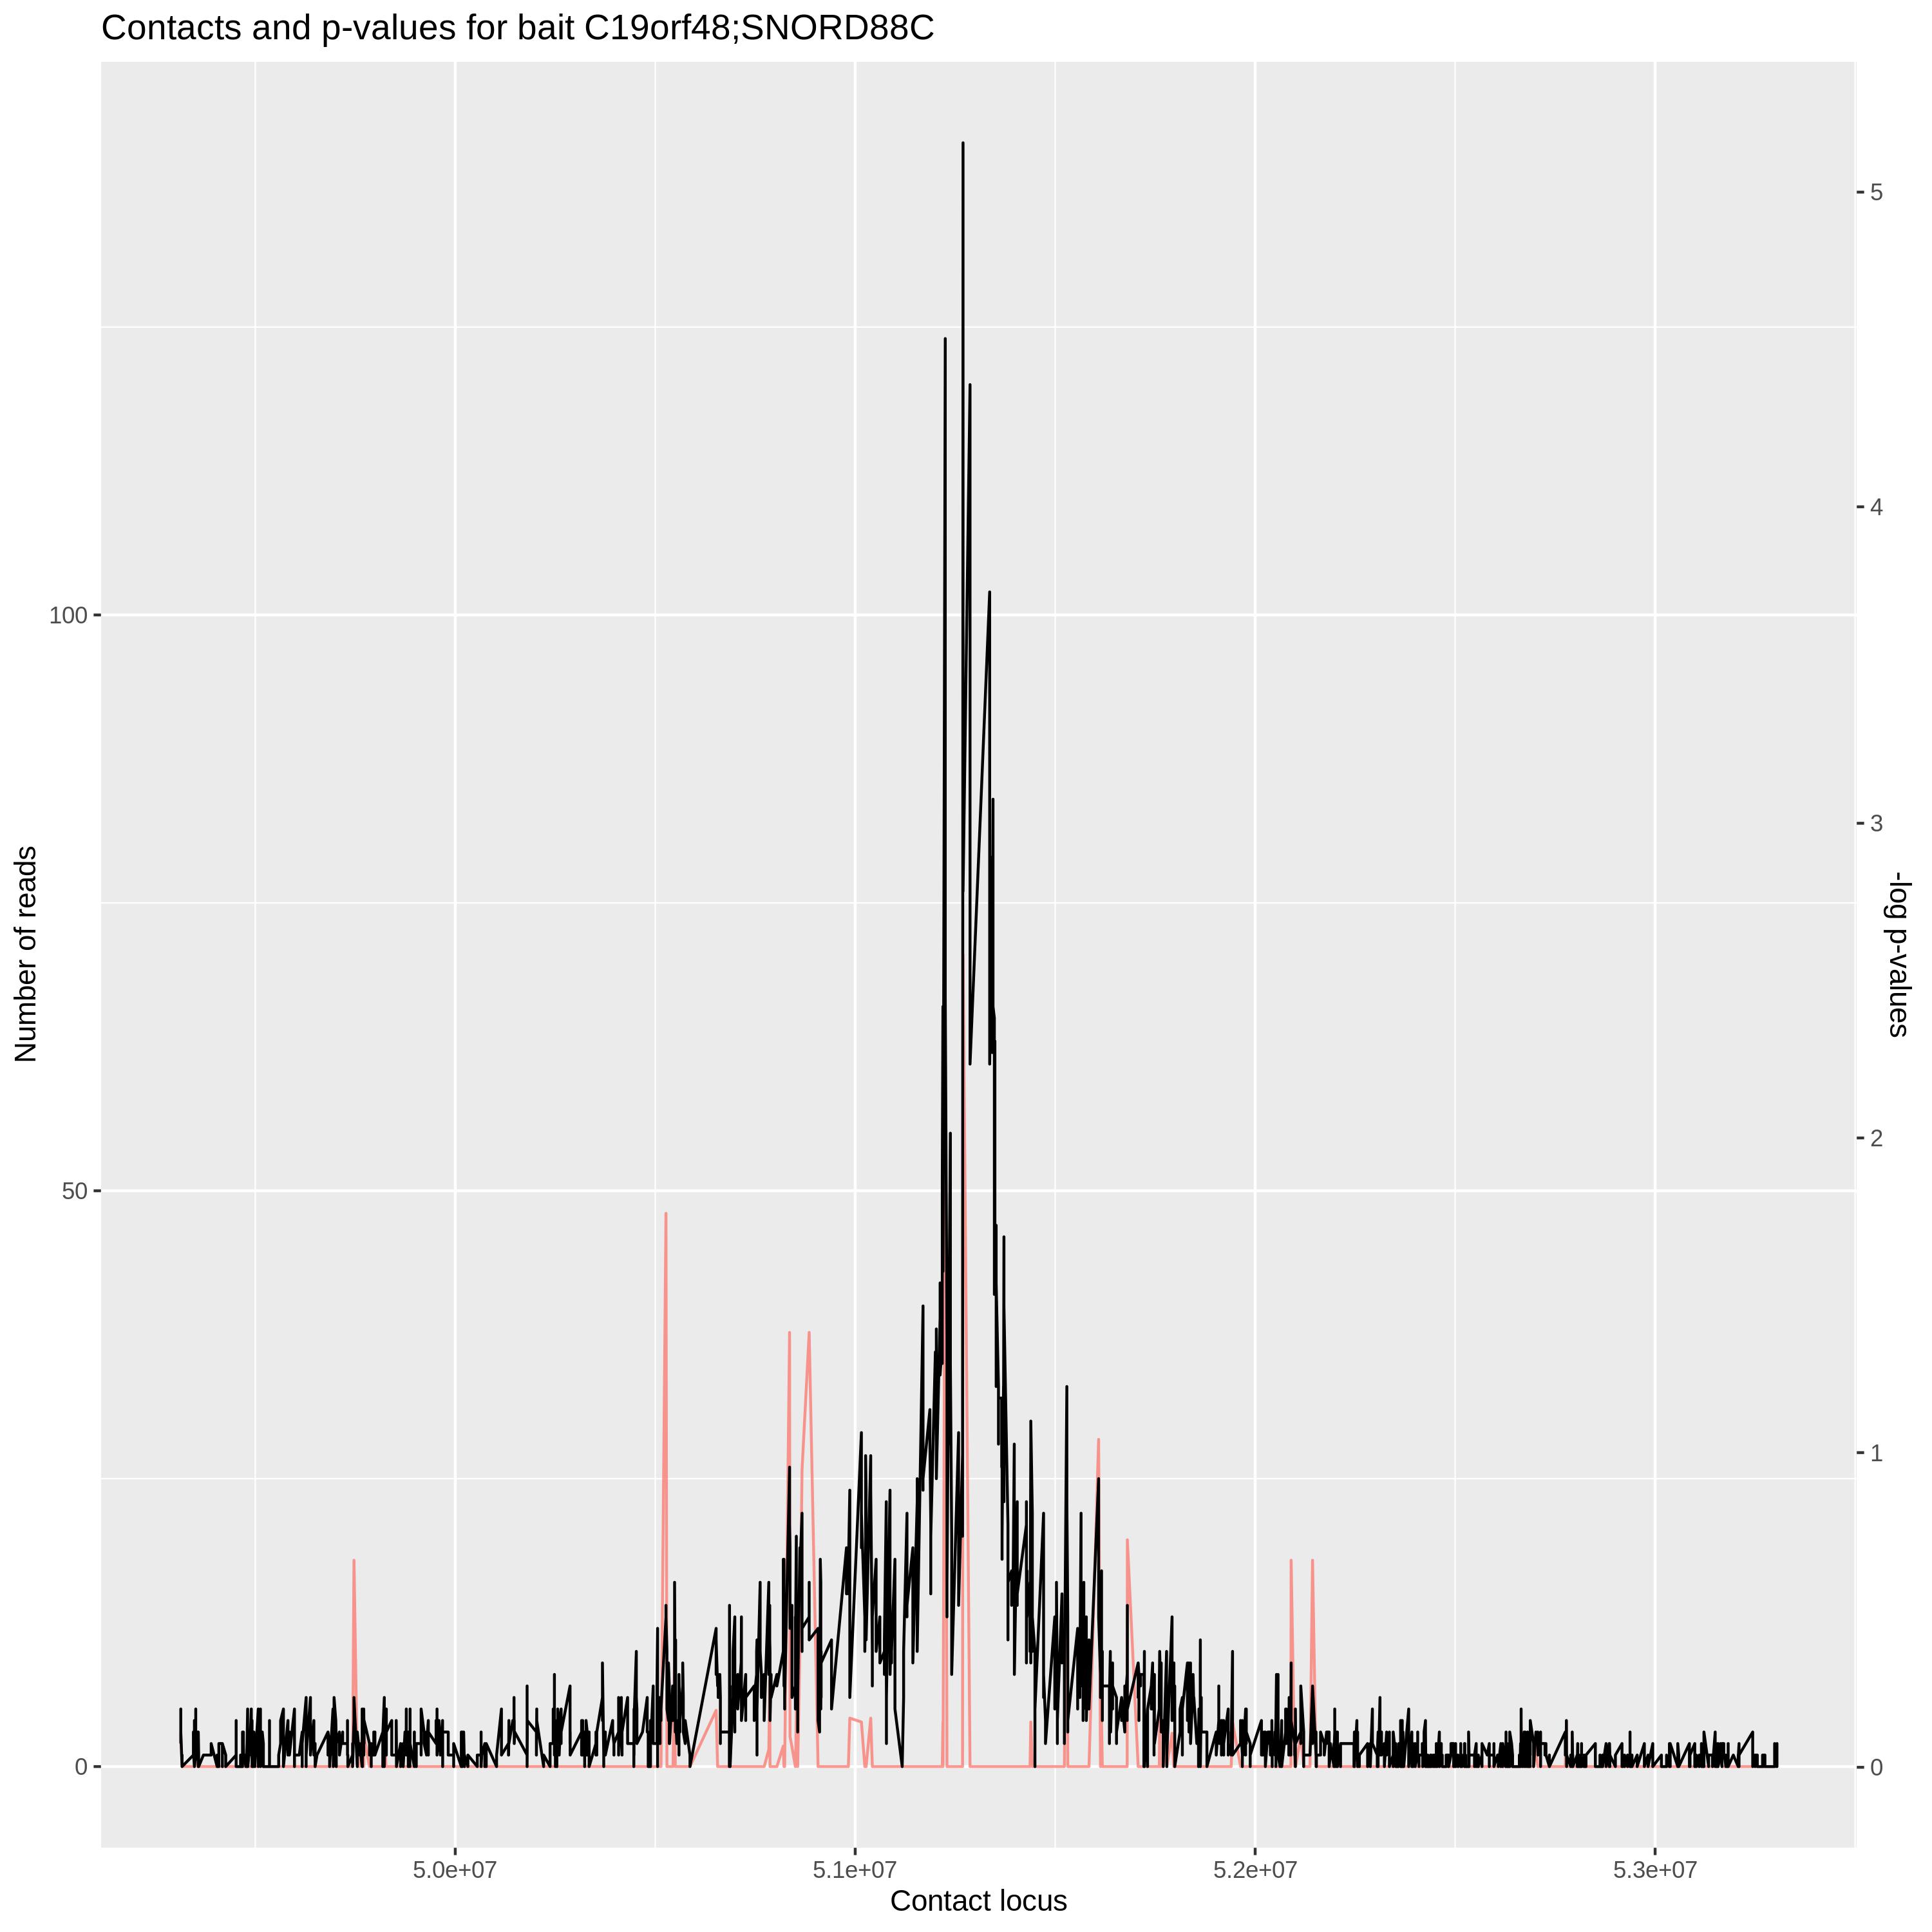 Contacts and p-values for bait C19orf48;SNORD88C
Number of reads
100
50
0
5
4
3
2
1
0
-log p-values
5.0e+07
5.1e+07
5.2e+07
5.3e+07
Contact locus